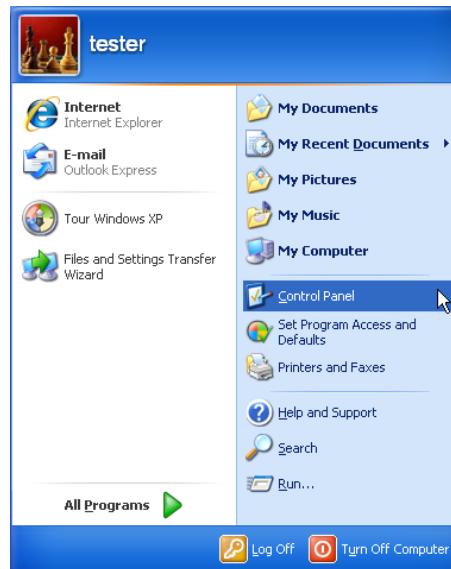 tester
Internet
Internet Explorer
E-mail
Outlook Express
Tour Windows XP
Files and Settings Transfer
Wizard
All Programs
My Documents
My Recent Documents
My Pictures
My Music
My Computer
Control Panel
Set Program Access and
Defaults
Printers and Faxes
Help and Support
Search
Run...
Log Off
Turn Off Computer